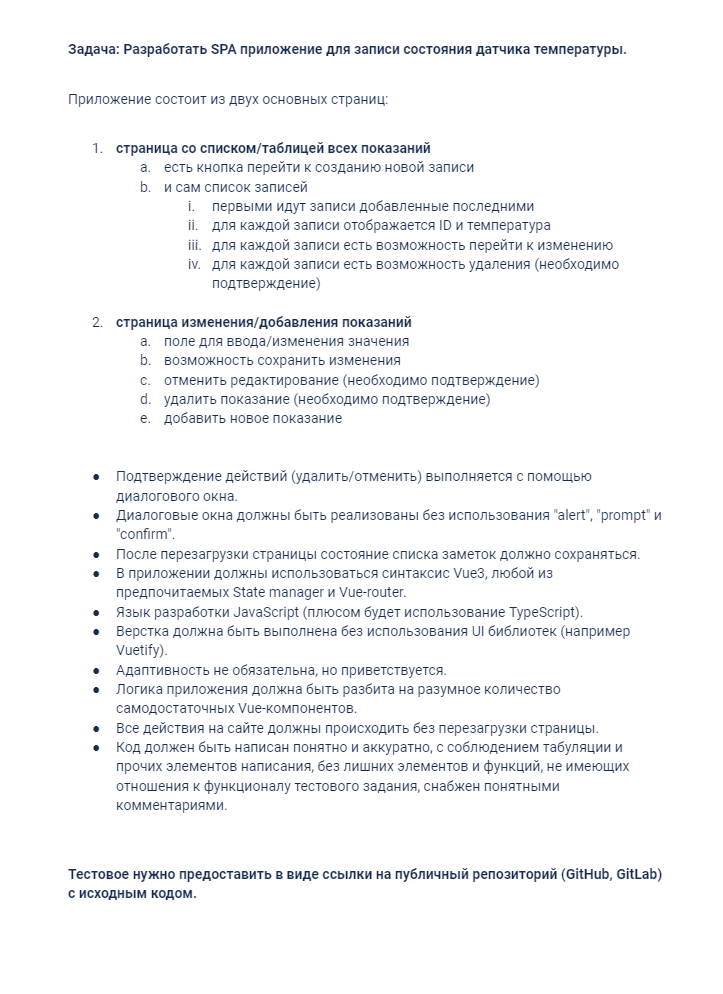 Задача: Разработать SPA приложение для записи состояния датчика температуры.
Приложение состоит из двух основных страниц:
1. страница со списком/таблицей всех показаний
a. есть кнопка перейти к созданию новой записи
b. и сам список записей
i. первыми идут записи добавленные последними
ii. для каждой записи отображается ID и температура
iii. для каждой записи есть возможность перейти к изменению
iv. для каждой записи есть возможность удаления (необходимо
подтверждение)
2. страница изменения/добавления показаний
a. поле для ввода/изменения значения
b. возможность сохранить изменения
c. отменить редактирование (необходимо подтверждение)
d. удалить показание (необходимо подтверждение)
e. добавить новое показание
● Подтверждение действий (удалить/отменить) выполняется с помощью
диалогового окна.
● Диалоговые окна должны быть реализованы без использования "alert", "prompt" и
"confirm".
● После перезагрузки страницы состояние списка заметок должно сохраняться.
● В приложении должны использоваться синтаксис Vue3, любой из
предпочитаемых State manager и Vue-router.
● Язык разработки JavaScript (плюсом будет использование TypeScript).
● Верстка должна быть выполнена без использования UI библиотек (например
Vuetify).
● Адаптивность не обязательна, но приветствуется.
● Логика приложения должна быть разбита на разумное количество
самодостаточных Vue-компонентов.
● Все действия на сайте должны происходить без перезагрузки страницы.
● Код должен быть написан понятно и аккуратно, с соблюдением табуляции и
прочих элементов написания, без лишних элементов и функций, не имеющих
отношения к функционалу тестового задания, снабжен понятными
комментариями.
Тестовое нужно предоставить в виде ссылки на публичный репозиторий (GitHub, GitLab)
с исходным кодом.